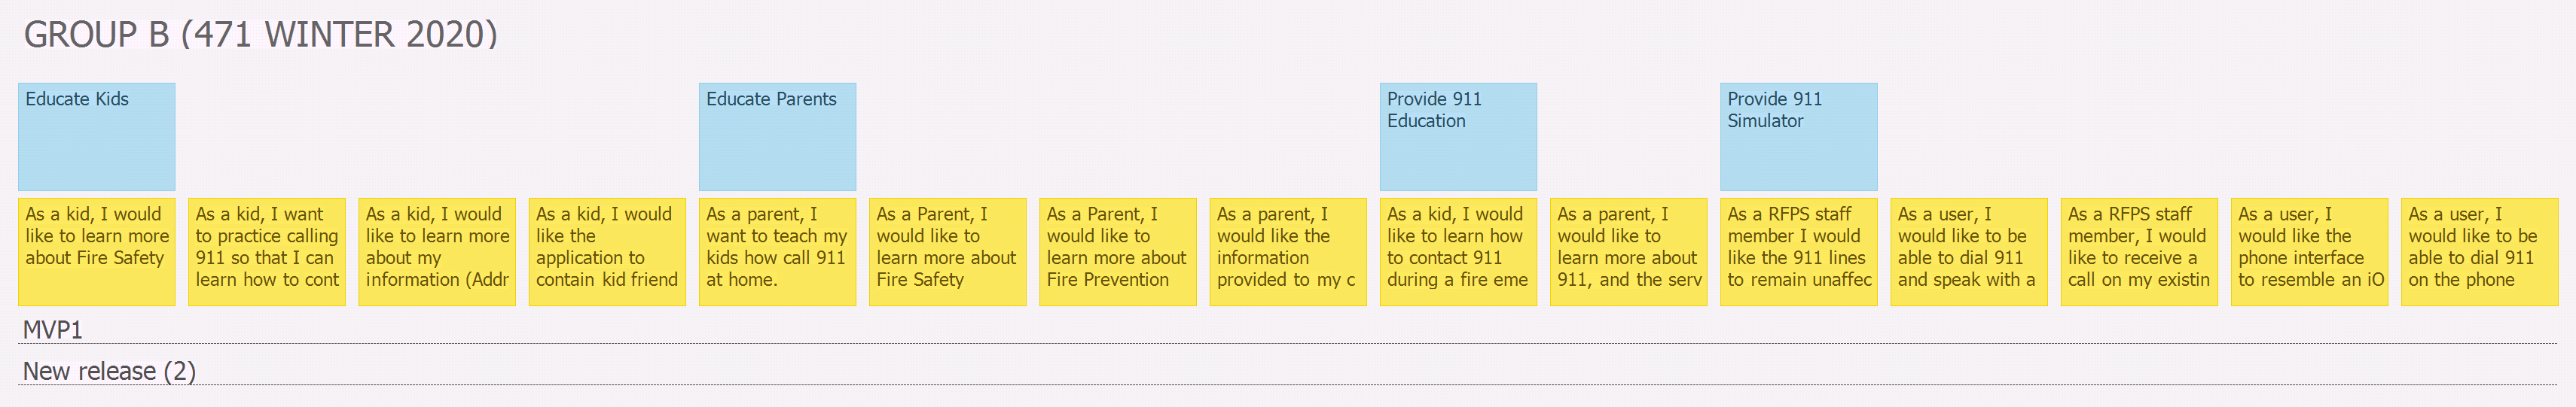 GROUP B (471 WINTER 2020)
Educate Kids
Educate Parents
Provide 911
Education
Provide 911
Simulator
As a kid, I would
like to learn more
about Fire Safety
As a kid, I want
to practice calling
911 so that I can
learn how to cont
As a kid, I would
like to learn more
about my
information (Addr
As a kid, I would
like the
application to
contain kid friend
As a parent, I
want to teach my
kids how call 911
at home.
As a Parent, I
would like to
learn more about
Fire Safety
As a Parent, I
would like to
learn more about
Fire Prevention
As a parent, I
would like the
information
provided to my c
As a kid, I would
like to learn how
to contact 911
during a fire eme
As a parent, I
would like to
learn more about
911, and the serv
As a RFPS staff
member I would
like the 911 lines
to remain unaffec
As a user, I
would like to be
able to dial 911
and speak with a
As a RFPS staff
member, I would
like to receive a
call on my existin
As a user, I
would like the
phone interface
to resemble an iO
As a user, I
would like to be
able to dial 911
on the phone
MVP1
New release (2)